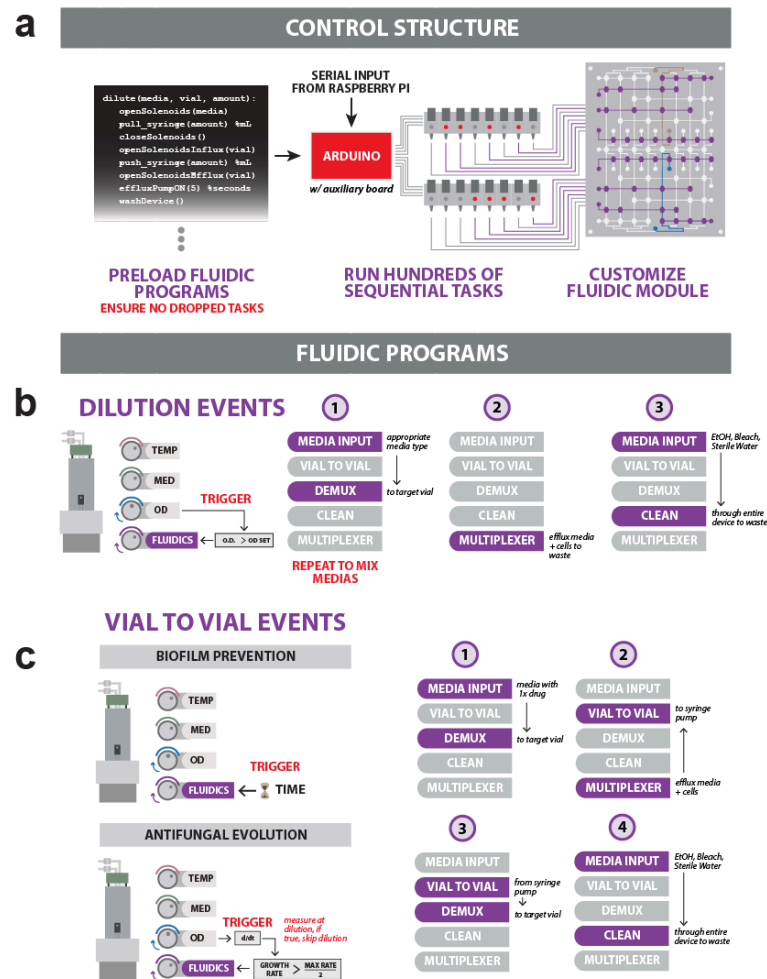 a
CONTROL STRUCTURE
SERIAL INPUT
FROM RASPBERRY PI
dilute(media, vial, amount):
openSolenoids(media)
pull_syringe(amount) %mL
closeSolenoids()
openSolenoidsInflux(vial)
push_syringe(amount) %mL
openSolenoidsEfflux(vial)
effluxPumpON(5) %seconds
washDevice()
ARDUINO
w/ auxiliary board
PRELOAD FLUIDIC
PROGRAMS
ENSURE NO DROPPED TASKS
RUN HUNDREDS OF
SEQUENTIAL TASKS
CUSTOMIZE
FLUIDIC MODULE
FLUIDIC PROGRAMS
b
DILUTION EVENTS
TEMP
MED
OD
FLUIDICS
TRIGGER
O.D. > OD SET
1
MEDIA INPUT
VIAL TO VIAL
DEMUX
CLEAN
MULTIPLEXER
appropriate
media type
to target vial
REPEAT TO MIX
MEDIAS
2
MEDIA INPUT
VIAL TO VIAL
DEMUX
CLEAN
MULTIPLEXER
efflux media
+ cells to
waste
3
MEDIA INPUT
VIAL TO VIAL
DEMUX
CLEAN
MULTIPLEXER
EtOH, Bleach,
Sterile Water
through entire
device to waste
VIAL TO VIAL EVENTS
c
BIOFILM PREVENTION
TEMP
MED
OD
FLUIDICS
TRIGGER
TIME
1
MEDIA INPUT
VIAL TO VIAL
DEMUX
CLEAN
MULTIPLEXER
media with
1x drug
to target vial
2
MEDIA INPUT
VIAL TO VIAL
DEMUX
CLEAN
MULTIPLEXER
to syringe
pump
efflux media
+ cells
ANTIFUNGAL EVOLUTION
TEMP
MED
OD
FLUIDICS
TRIGGER
d/dt
measure at
dilution, if
true, skip dilution
GROWTH
RATE
>
MAX RATE
2
3
MEDIA INPUT
VIAL TO VIAL
DEMUX
CLEAN
MULTIPLEXER
from syringe
pump
to target vial
4
MEDIA INPUT
VIAL TO VIAL
DEMUX
CLEAN
MULTIPLEXER
EtOH, Bleach,
Sterile Water
through entire
device to waste